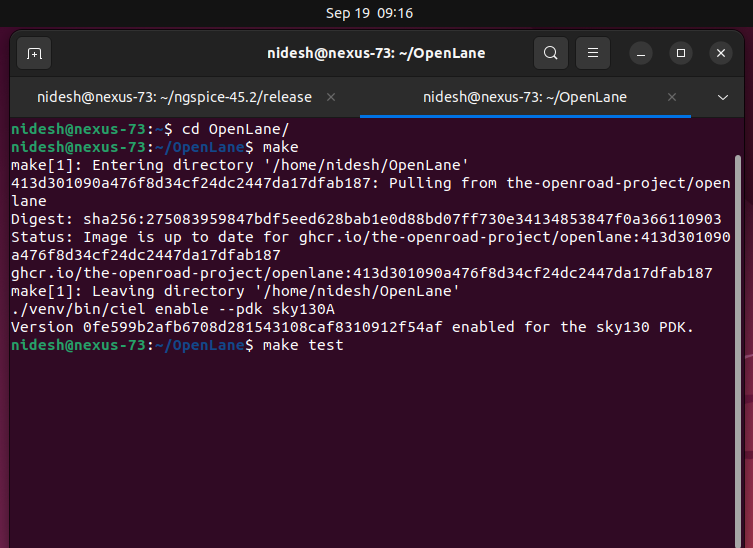 Sep 19 09:16
nidesh@nexus-73: ~/OpenLane
nidesh@nexus-73: ~/ngspice-45.2/release
nidesh@nexus-73: ~/OpenLane
nidesh@nexus-73:~$ cd OpenLane/
nidesh@nexus-73:~/OpenLane$ make
make[1]: Entering directory '/home/nidesh/OpenLane'
413d301090a476f8d34cf24dc2447da17dfab187: Pulling from the-openroad-project/open
lane
Digest: sha256:275083959847bdf5eed628bab1e0d88bd07ff730e34134853847f0a366110903
Status: Image is up to date for ghcr.io/the-openroad-project/openlane:413d301090
a476f8d34cf24dc2447da17dfab187
ghcr.io/the-openroad-project/openlane:413d301090a476f8d34cf24dc2447da17dfab187
make[1]: Leaving directory '/home/nidesh/OpenLane'
./venv/bin/ciel enable --pdk sky130A
Version 0fe599b2afb6708d281543108caf8310912f54af enabled for the sky130 PDK.
nidesh@nexus-73:~/OpenLane$ make test